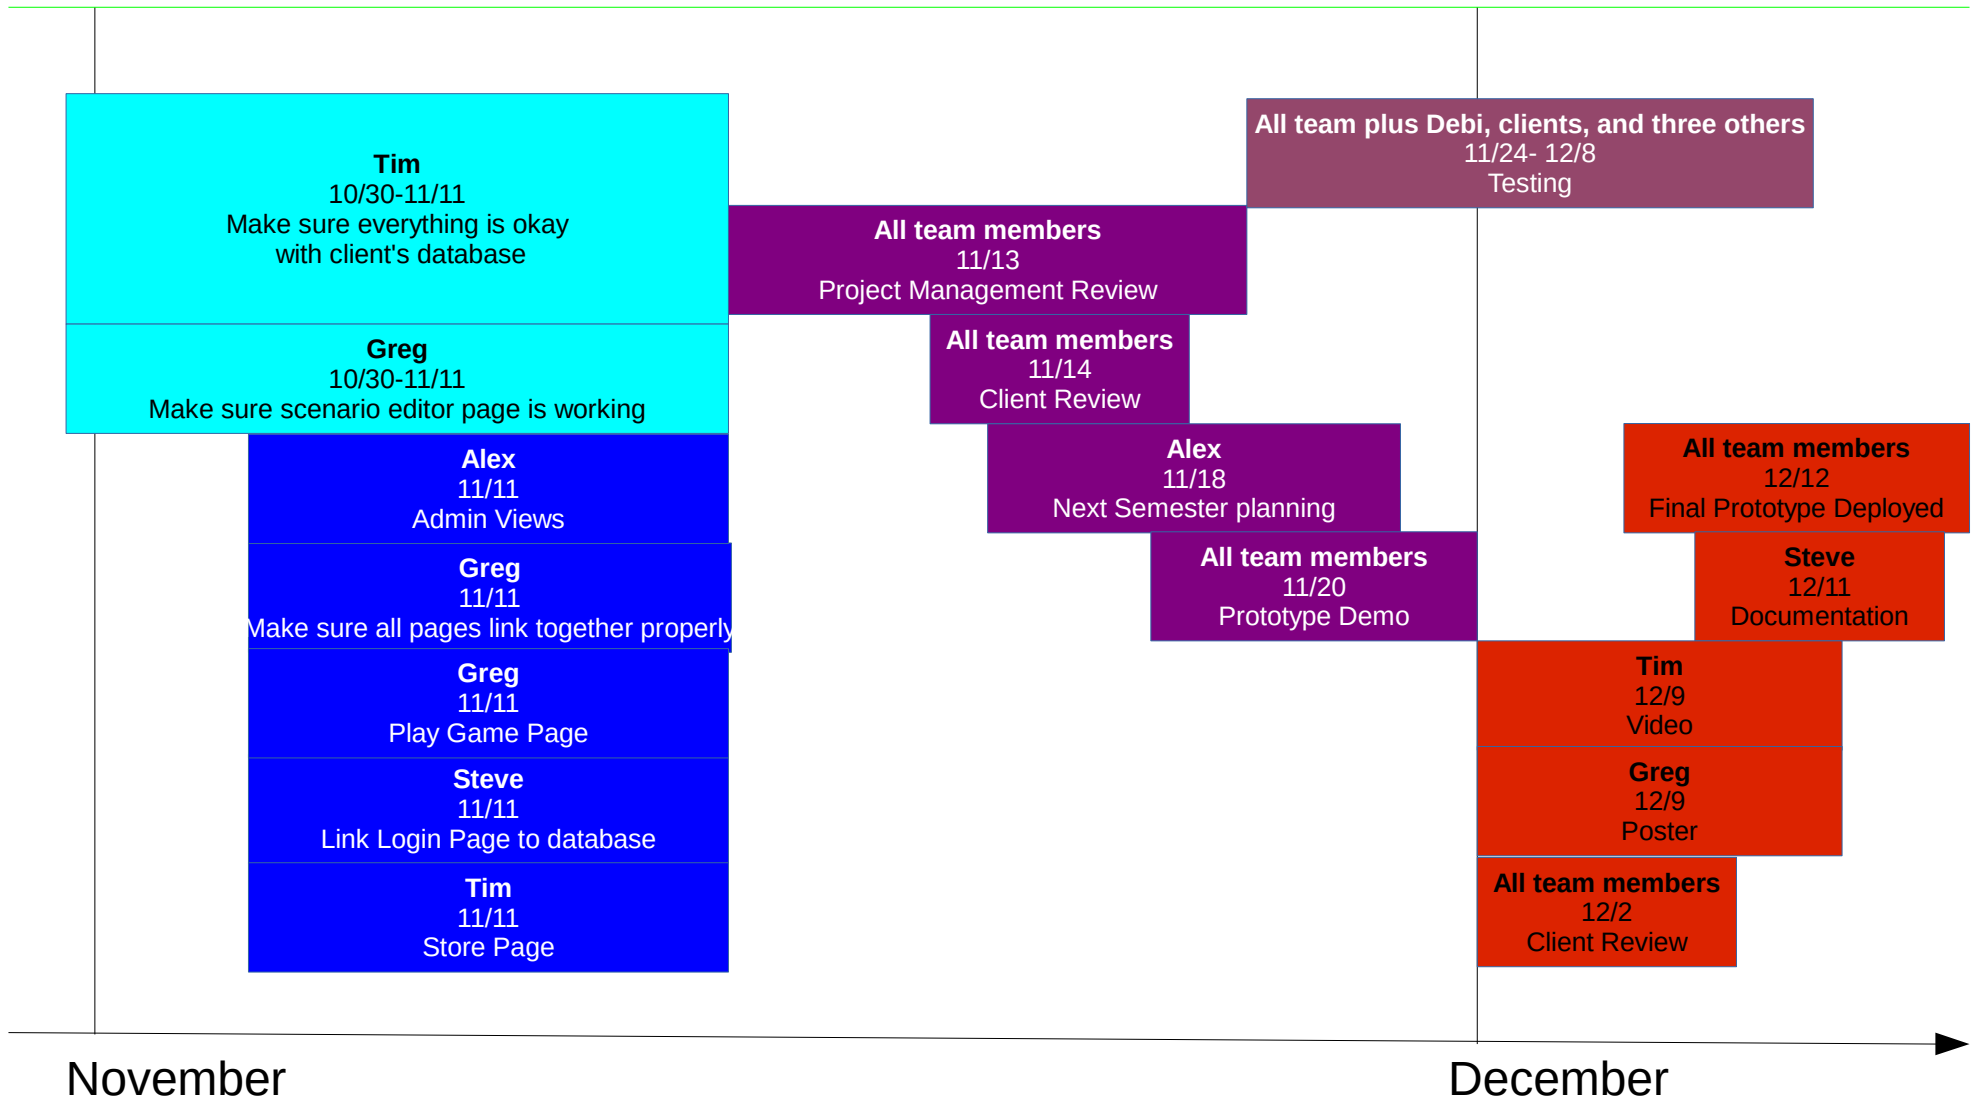 Tim
10/30-11/11
Make sure everything is okay
with client's database
Greg
10/30-11/11
Make sure scenario editor page is working
Alex
11/11
Admin Views
Greg
11/11
Make sure all pages link together properly
Greg
11/11
Play Game Page
Steve
11/11
Link Login Page to database
Tim
11/11
Store Page
All team members
11/13
Project Management Review
All team members
11/14
Client Review
Alex
11/18
Next Semester planning
All team members
11/20
Prototype Demo
All team plus Debi, clients, and three others
11/24- 12/8
Testing
All team members
12/12
Final Prototype Deployed
Steve
12/11
Documentation
Tim
12/9
Video
Greg
12/9
Poster
All team members
12/2
Client Review
November
December